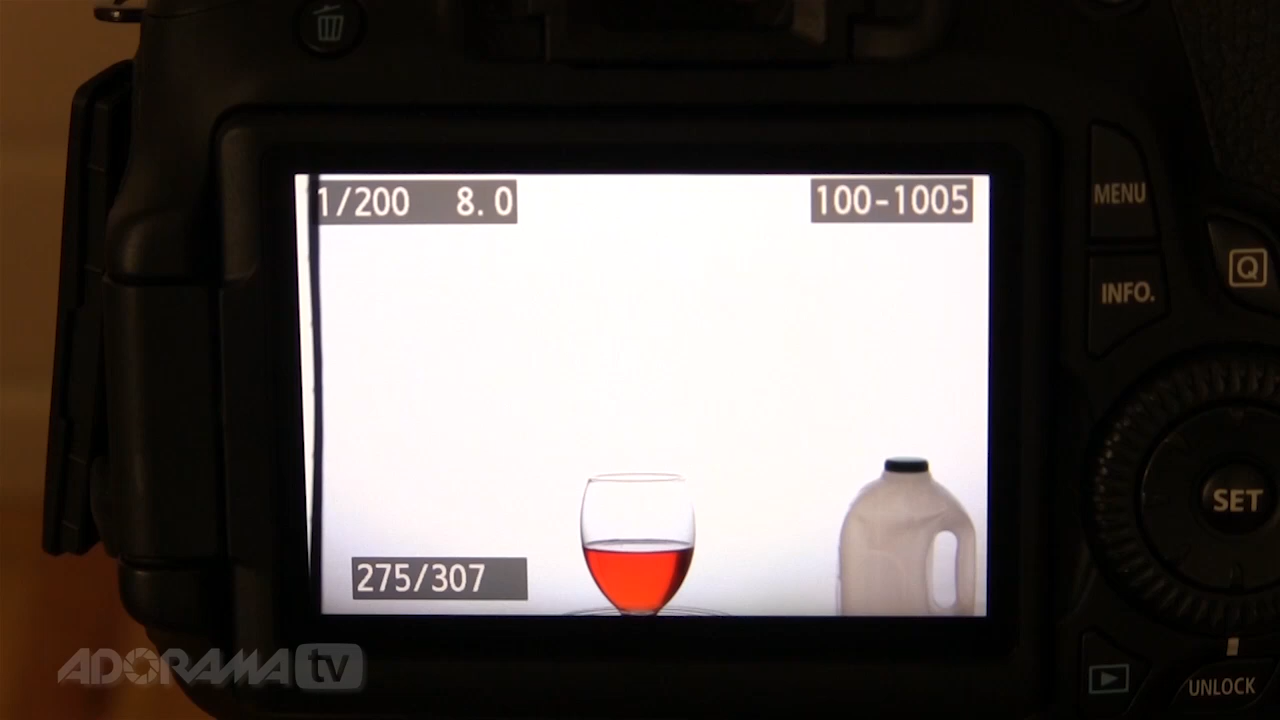 1/200 8.0
100-1005
MENU
Q
INFO.
SET
275/307
ADORAMA tv
UNLOCK